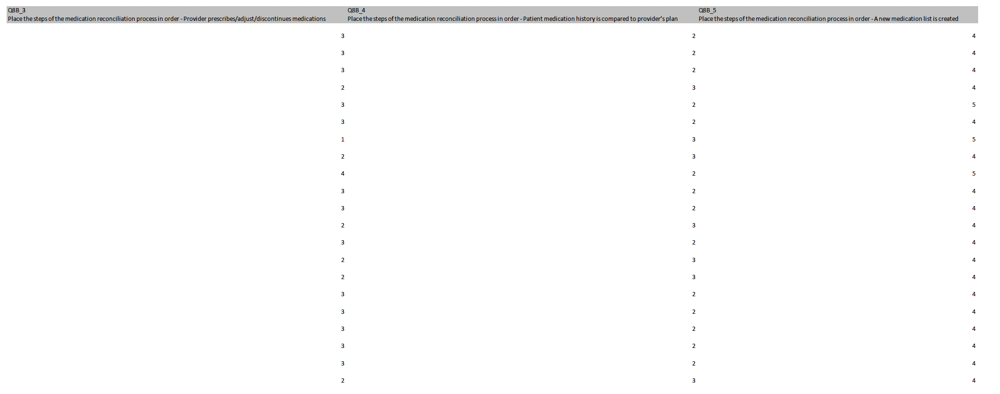 Q8B_3 Q8B_4 Q8B_5
Place the steps of the medication reconciliation process in order - Provider prescribes/adjust/discontinues medications Place the steps of the medication reconciliation process in order - Patient medication history is compared to provider’s plan Place the steps of the medication reconciliation process in order - A new medication list is created
3 2 4
3 2 4
3 2 4
2 3 4
3 2 5
3 2 4
1 3 5
2 3 4
4 2 5
3 2 4
3 2 4
2 3 4
3 2 4
2 3 4
2 3 4
3 2 4
3 2 4
3 2 4
3 2 4
3 2 4
2 3 4